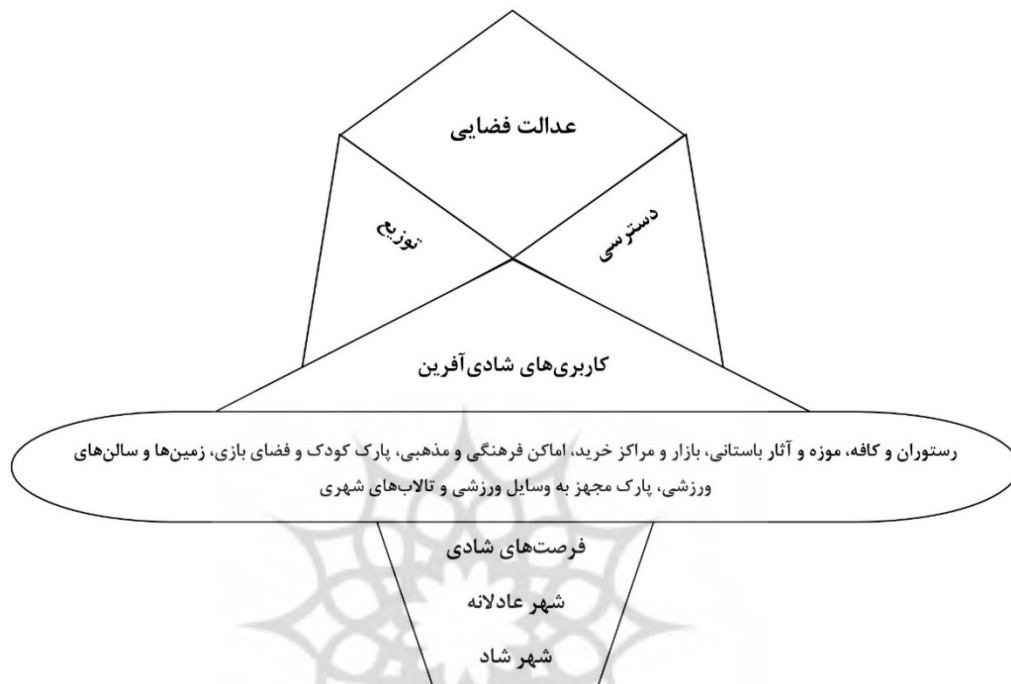 عدالت فضایی
توزیع
دسترسی
کاربری‌های شادی‌آفرین
رستوران و کافه، موزه و آثار باستانی، بازار و مراکز خرید، اماکن فرهنگی و مذهبی، پارک کودک و فضای بازی، زمین‌ها و سالن‌های
ورزشی، پارک مجهز به وسایل ورزشی و تالاب‌های شهری
فرصت‌های شادی
شهر عادلانه
شهر شاد